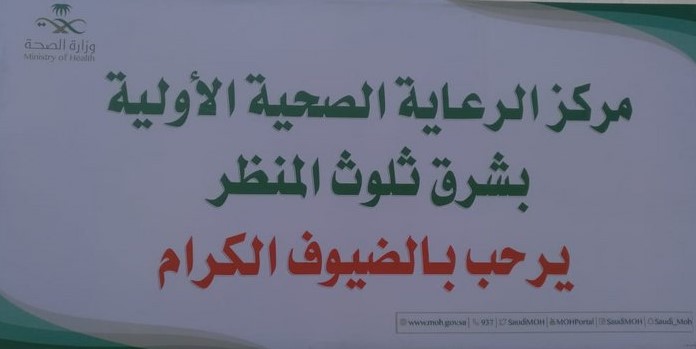 وزارة الصحة
Ministry of Health
مركز الرعاية الصحية الأولية
بشرق ثلوث المنظر
يرحب بالضيوف الكرام
www.moh.gov.sa | 937 | SaudiMOH | MOHPortal | SaudiMOH | Saudi_Moh